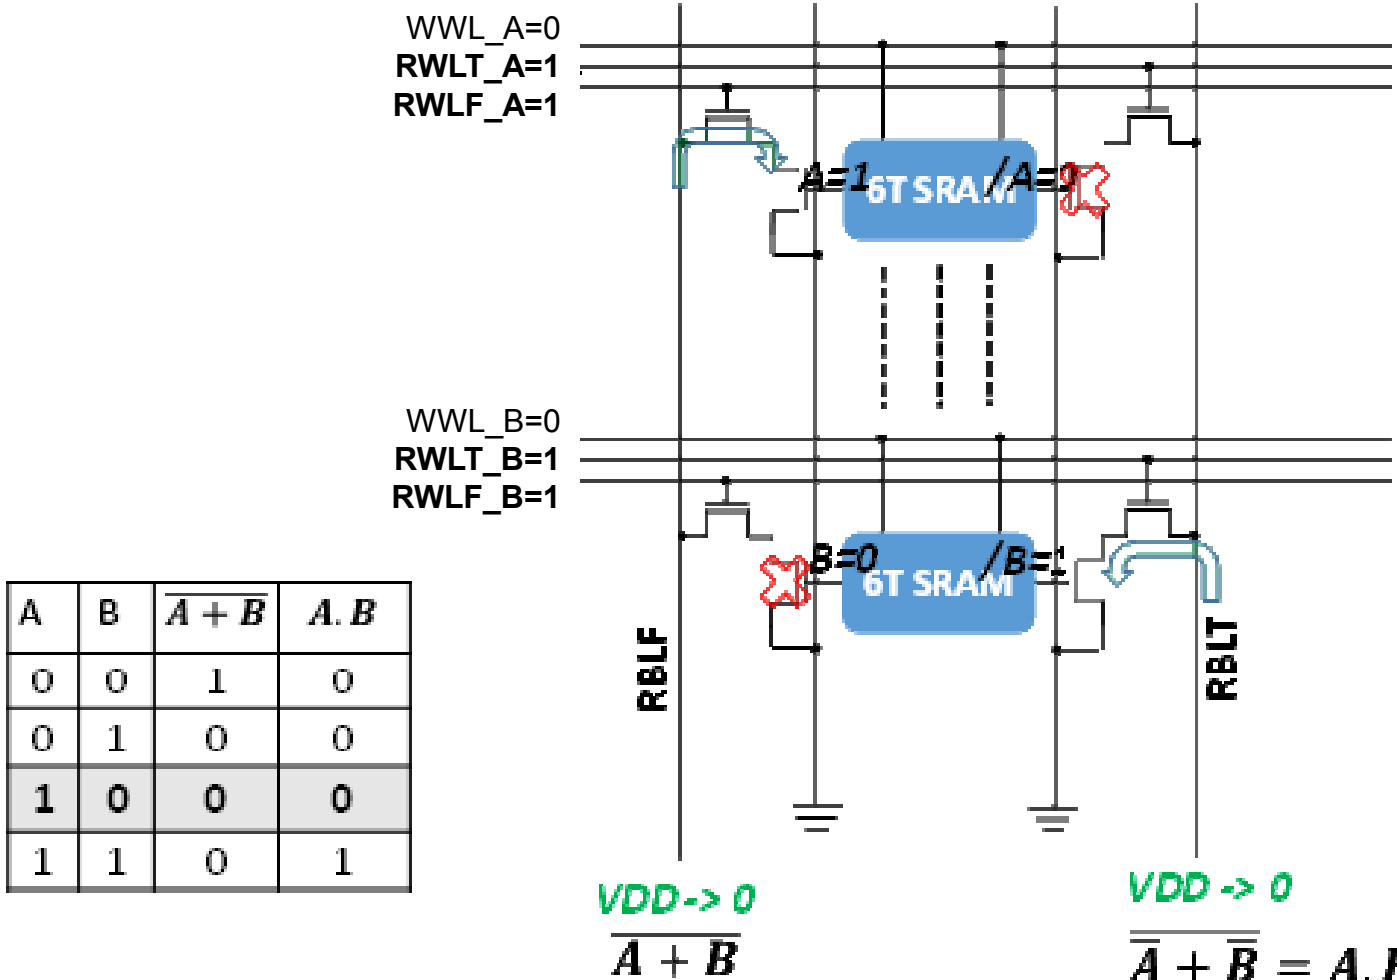 WWL_A=0
RWLT_A=1
RWLF_A=1
A=1
6T SRAM
/A=
WWL_B=0
RWLT_B=1
RWLF_B=1
B=0
6T SRAM
/B=1
RBLF
RBLT
A B \overline{A + B} A. B
0 0 1 0
0 1 0 0
1 0 0 0
1 1 0 1
VDD -> 0
VDD -> 0
\overline{A + B}
\overline{\overline{A} + \overline{B}} = A.B